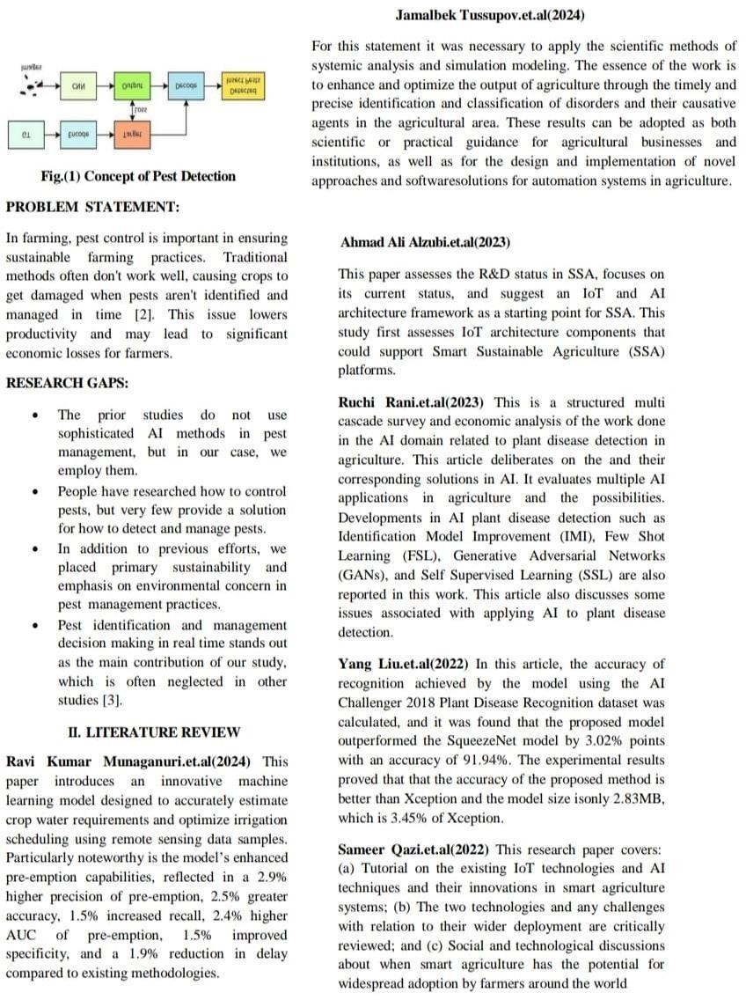 Fig.(1) Concept of Pest Detection
PROBLEM STATEMENT:
In farming, pest control is important in ensuring
sustainable farming practices. Traditional
methods often don't work well, causing crops to
get damaged when pests aren't identified and
managed in time [2]. This issue lowers
productivity and may lead to significant
economic losses for farmers.
RESEARCH GAPS:
• The prior studies do not use
sophisticated AI methods in pest
management, but in our case, we
employ them.
• People have researched how to control
pests, but very few provide a solution
for how to detect and manage pests.
• In addition to previous efforts, we
placed primary sustainability and
emphasis on environmental concern in
pest management practices.
• Pest identification and management
decision making in real time stands out
as the main contribution of our study,
which is often neglected in other
studies [3].
II. LITERATURE REVIEW
Ravi Kumar Munaganuri.et.al(2024) This
paper introduces an innovative machine
learning model designed to accurately estimate
crop water requirements and optimize irrigation
scheduling using remote sensing data samples.
Particularly noteworthy is the model's enhanced
pre-emption capabilities, reflected in a 2.9%
higher precision of pre-emption, 2.5% greater
accuracy, 1.5% increased recall, 2.4% higher
AUC of pre-emption, 1.5% improved
specificity, and a 1.9% reduction in delay
compared to existing methodologies.
Jamalbek Tussupov.et.al(2024)
For this statement it was necessary to apply the scientific methods of
systemic analysis and simulation modeling. The essence of the work is
to enhance and optimize the output of agriculture through the timely and
precise identification and classification of disorders and their causative
agents in the agricultural area. These results can be adopted as both
scientific or practical guidance for agricultural businesses and
institutions, as well as for the design and implementation of novel
approaches and softwaresolutions for automation systems in agriculture.
Ahmad Ali Alzubi.et.al(2023)
This paper assesses the R&D status in SSA, focuses on
its current status, and suggest an IoT and AI
architecture framework as a starting point for SSA. This
study first assesses IoT architecture components that
could support Smart Sustainable Agriculture (SSA)
platforms.
Ruchi Rani.et.al(2023) This is a structured multi
cascade survey and economic analysis of the work done
in the AI domain related to plant disease detection in
agriculture. This article deliberates on the and their
corresponding solutions in AI. It evaluates multiple AI
applications in agriculture and the possibilities.
Developments in AI plant disease detection such as
Identification Model Improvement (IMI), Few Shot
Learning (FSL), Generative Adversarial Networks
(GANs), and Self Supervised Learning (SSL) are also
reported in this work. This article also discusses some
issues associated with applying AI to plant disease
detection.
Yang Liu.et.al(2022) In this article, the accuracy of
recognition achieved by the model using the AI
Challenger 2018 Plant Disease Recognition dataset was
calculated, and it was found that the proposed model
outperformed the SqueezeNet model by 3.02% points
with an accuracy of 91.94%. The experimental results
proved that that the accuracy of the proposed method is
better than Xception and the model size isonly 2.83MB,
which is 3.45% of Xception.
Sameer Qazi.et.al(2022) This research paper covers:
(a) Tutorial on the existing IoT technologies and AI
techniques and their innovations in smart agriculture
systems; (b) The two technologies and any challenges
with relation to their wider deployment are critically
reviewed; and (c) Social and technological discussions
about when smart agriculture has the potential for
widespread adoption by farmers around the world